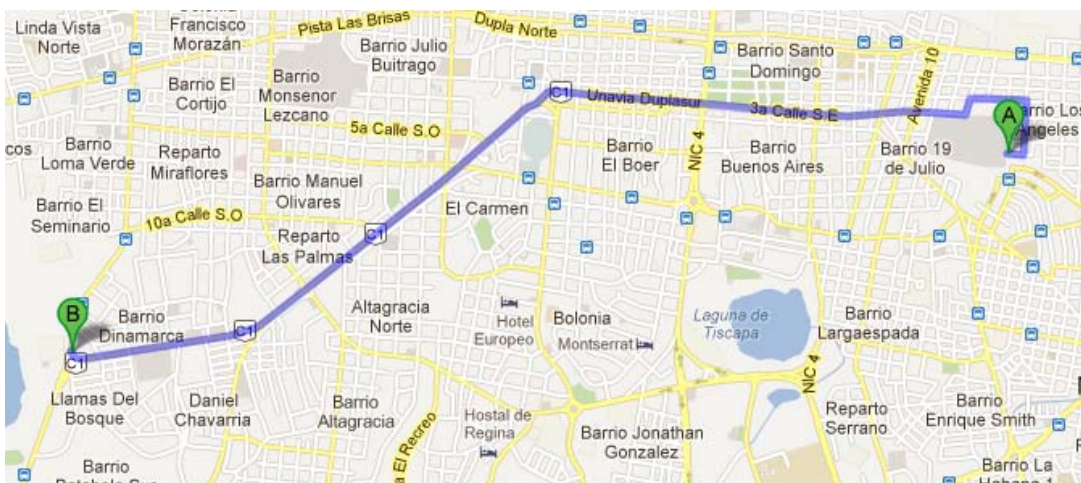 Colonia
Francisco
Morazán
Linda Vista
Norte
Pista Las Brisas
Dupla Norte
Barrio Julio
Buitrago
Barrio Santo
Domingo
Barrio El
Cortijo
Barrio
Monsenor
Lezcano
C1
Unavia Duplasur
3a Calle S.E
Avenida 10
A
Barrio Los
Angeles
5a Calle S.O
NIC 4
cos
Barrio
Loma Verde
Reparto
Miraflores
Barrio
El Boer
Barrio
Buenos Aires
Barrio 19
de Julio
Barrio Manuel
Olivares
Barrio El
Seminario
10a Calle S.O
El Carmen
C1
Reparto
Las Palmas
B
Barrio
Dinamarca
C1
Altagracia
Norte
Hotel
Europeo
Bolonia
Montserrat
Laguna de
Tiscapa
Barrio
Largaespada
C1
NIC 4
Llamas Del
Bosque
Daniel
Chavarria
Barrio
Altagracia
El Recreo
Hostal de
Regina
Barrio Jonathan
Gonzalez
Reparto
Serrano
Barrio
Enrique Smith
Barrio
Barrio La